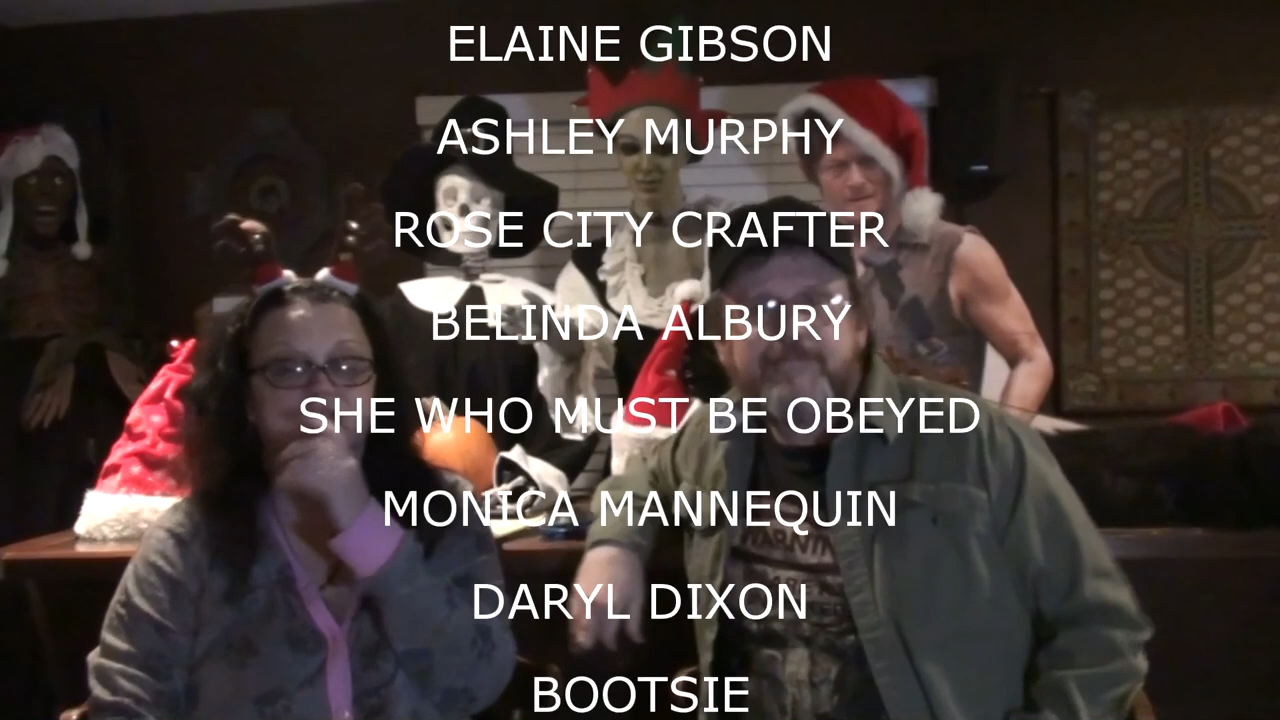 ELAINE GIBSON
ASHLEY MURPHY
ROSE CITY CRAFTER
BELINDA ALBURY
SHE WHO MUST BE OBEYED
MONICA MANNEQUIN
DARYL DIXON
BOOTSIE
WARNING